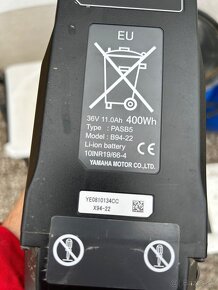 EU
36V 11.0Ah 400Wh
Type : PASB5
Model : B94-22
Li-ion battery
10INR19/66-4
YAMAHA MOTOR CO.,LTD.
YE0810134CC
X94-22